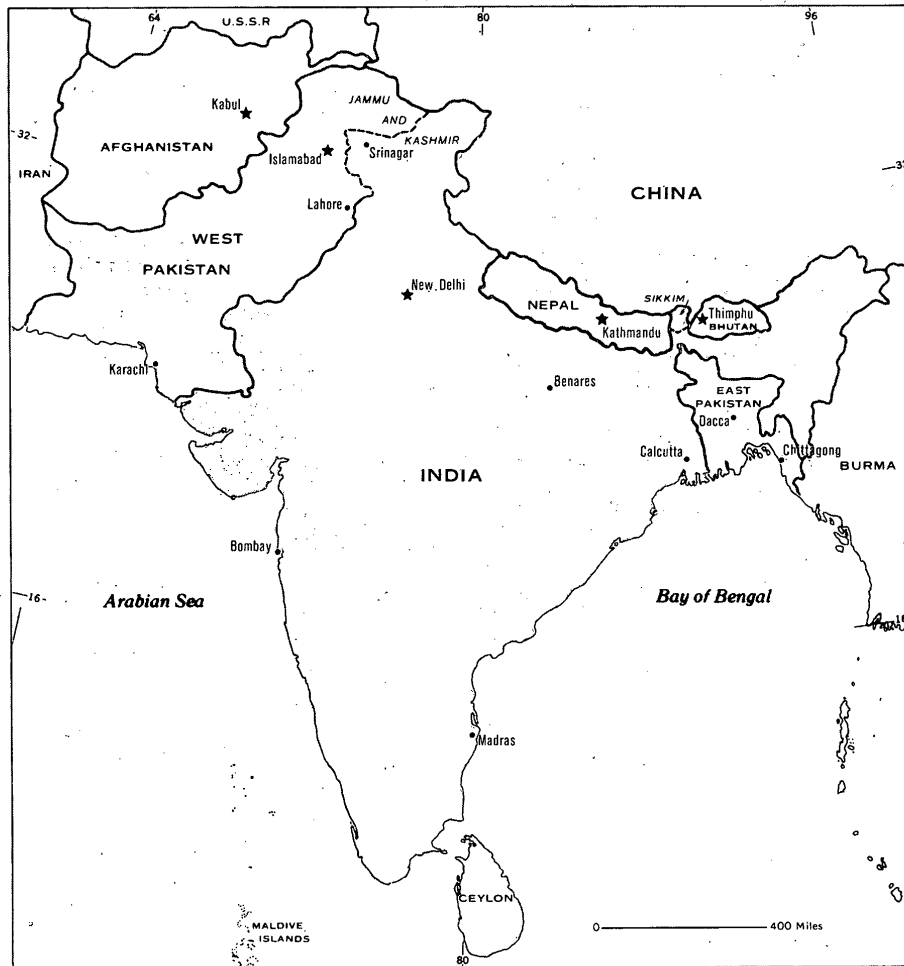 64
80
96
U.S.S.R
Kabul
JAMMU
AND
KASHMIR
32
AFGHANISTAN
Islamabad
Srinagar
IRAN
CHINA
Lahore
WEST
PAKISTAN
New Delhi
NEPAL
SIKKIM
Thimphu
BHUTAN
Kathmandu
Karachi
Benares
EAST
PAKISTAN
Dacca
Calcutta
Chittagong
INDIA
BURMA
Bombay
16
Arabian Sea
Bay of Bengal
Madras
CEYLON
MALDIVE
ISLANDS
0 400 Miles
80